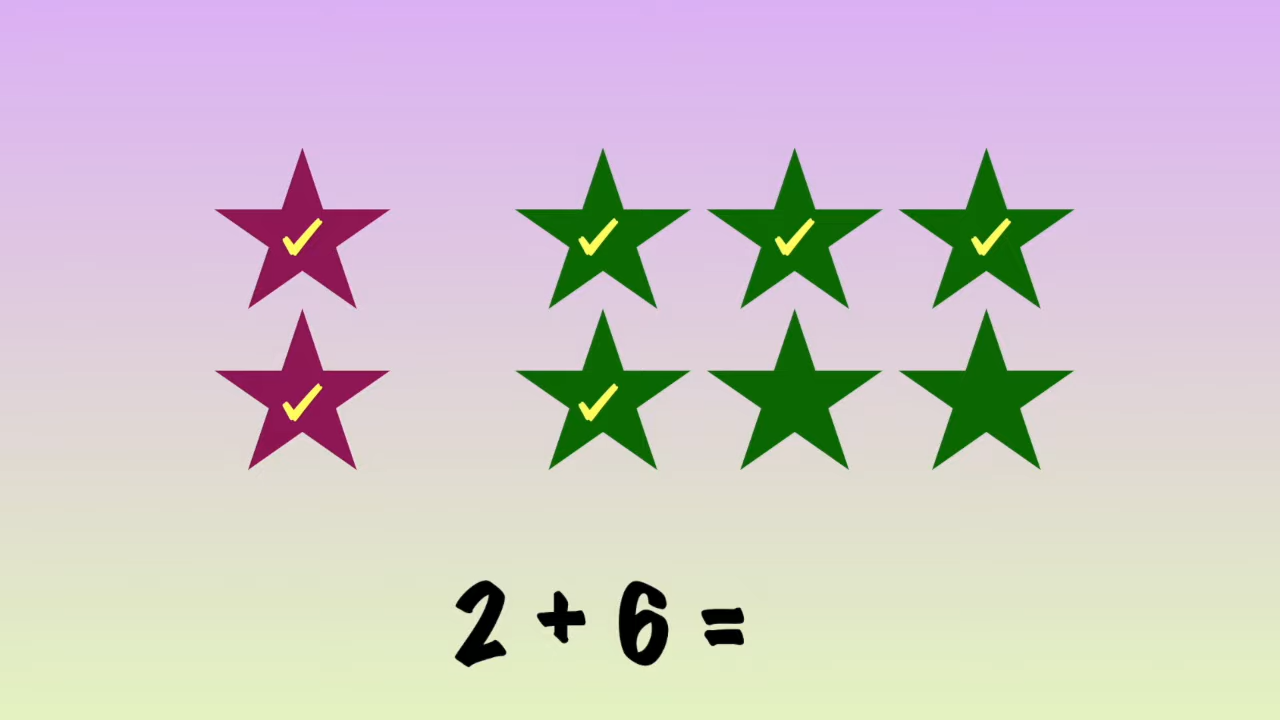 2 + 6 =